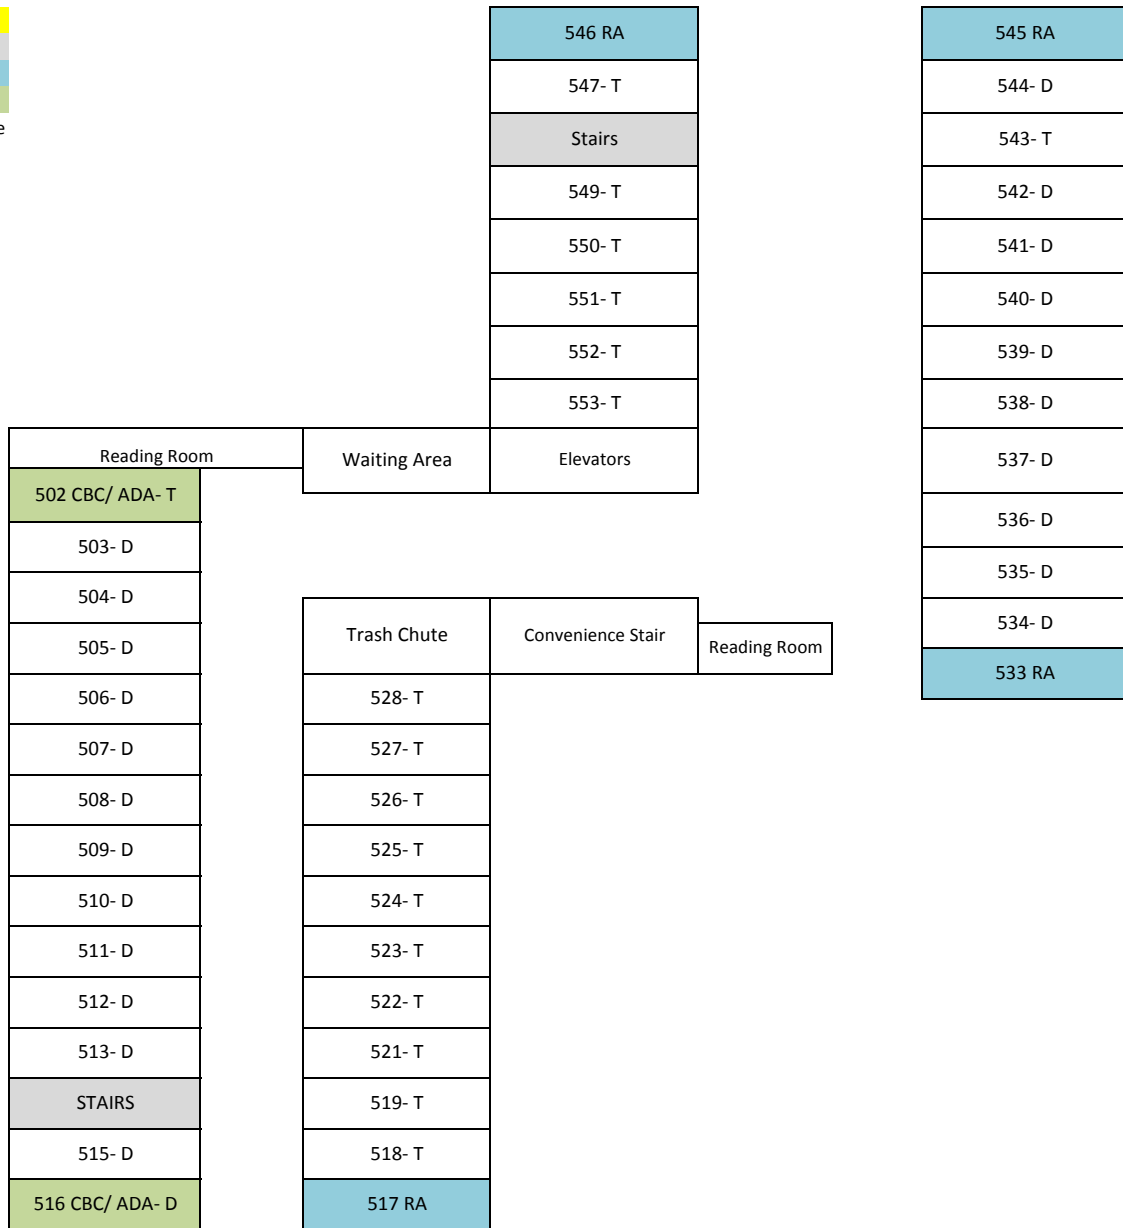 546 RA
547- T
Stairs
549- T
550- T
551- T
552- T
553- T
545 RA
544- D
543- T
542- D
541- D
540- D
539- D
538- D
537- D
536- D
535- D
534- D
533 RA
e
Reading Room
Waiting Area
Elevators
502 CBC/ ADA- T
503- D
504- D
505- D
506- D
507- D
508- D
509- D
510- D
511- D
512- D
513- D
STAIRS
515- D
516 CBC/ ADA- D
Trash Chute
Convenience Stair
Reading Room
528- T
527- T
526- T
525- T
524- T
523- T
522- T
521- T
519- T
518- T
517 RA